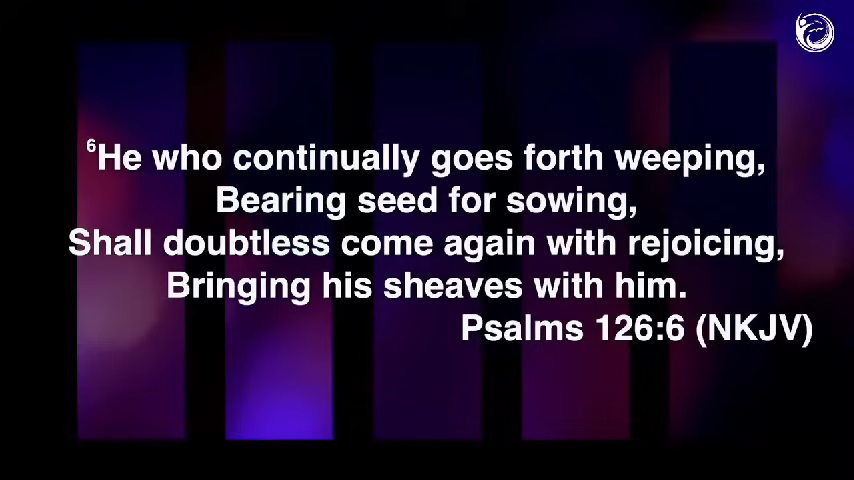 ⁶He who continually goes forth weeping,
Bearing seed for sowing,
Shall doubtless come again with rejoicing,
Bringing his sheaves with him.
Psalms 126:6 (NKJV)